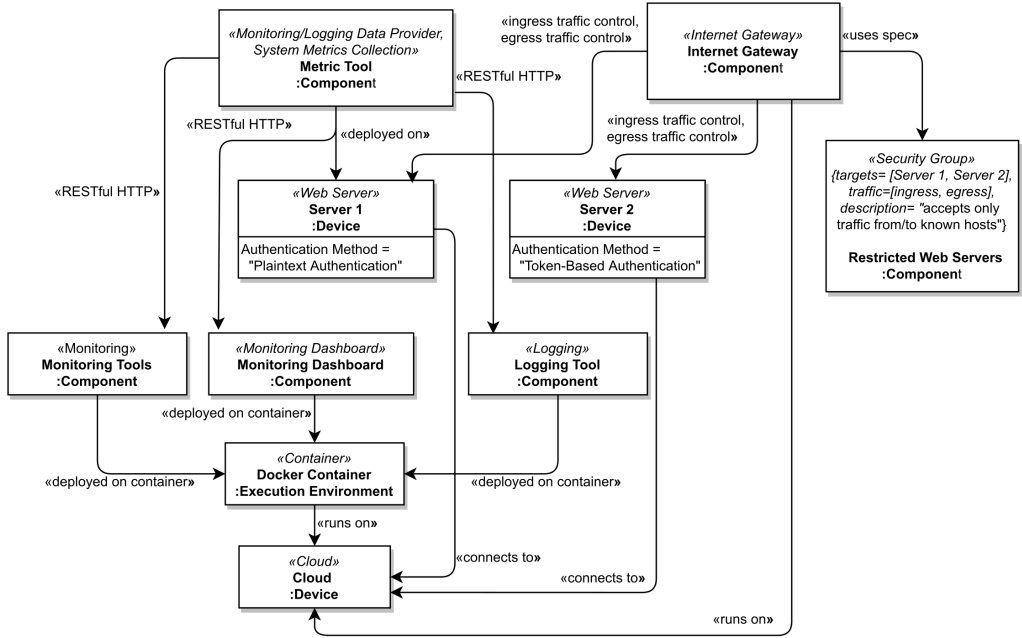 «Monitoring/Logging Data Provider,
System Metrics Collection»
Metric Tool
:Component
«ingress traffic control,
egress traffic control»
«Internet Gateway»
Internet Gateway
:Component
«uses spec»
«RESTful HTTP»
«RESTful HTTP»
«deployed on»
«ingress traffic control,
egress traffic control»
«RESTful HTTP»
«Web Server»
Server 1
:Device
Authentication Method =
"Plaintext Authentication"
«Web Server»
Server 2
:Device
Authentication Method =
"Token-Based Authentication"
«Security Group»
{targets= [Server 1, Server 2],
traffic=[ingress, egress],
description= "accepts only
traffic from/to known hosts"}
Restricted Web Servers
:Component
«Monitoring»
Monitoring Tools
:Component
«Monitoring Dashboard»
Monitoring Dashboard
:Component
«Logging»
Logging Tool
:Component
«deployed on container»
«Container»
Docker Container
:Execution Environment
«deployed on container»
«deployed on container»
«runs on»
«Cloud»
Cloud
:Device
«connects to»
«connects to»
«runs on»